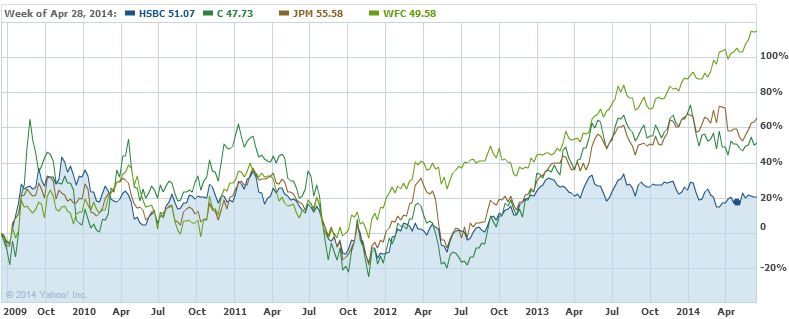 Week of Apr 28, 2014: HSBC 51.07 C 47.73 JPM 55.58 WFC 49.58
100%
80%
60%
40%
20%
0
-20%
© 2014 Yahoo! Inc.
2009 Oct 2010 Apr Jul Oct 2011 Apr Jul Oct 2012 Apr Jul Oct 2013 Apr Jul Oct 2014 Apr